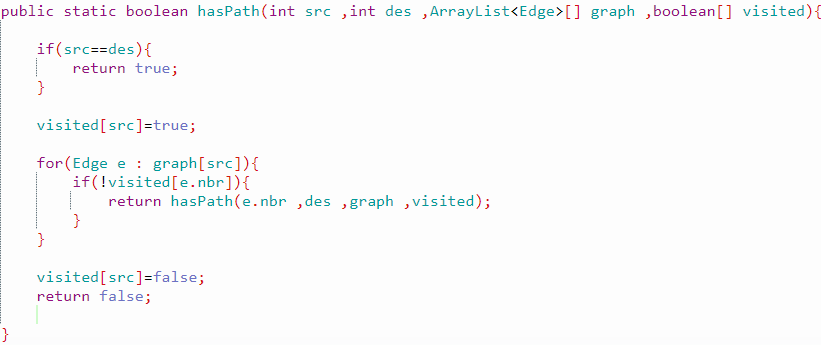 public static boolean hasPath(int src ,int des ,ArrayList<Edge>[] graph ,boolean[] visited){
if(src==des){
return true;
}
visited[src]=true;
for(Edge e : graph[src]){
if(!visited[e.nbr]){
return hasPath(e.nbr ,des ,graph ,visited);
}
}
visited[src]=false;
return false;
}